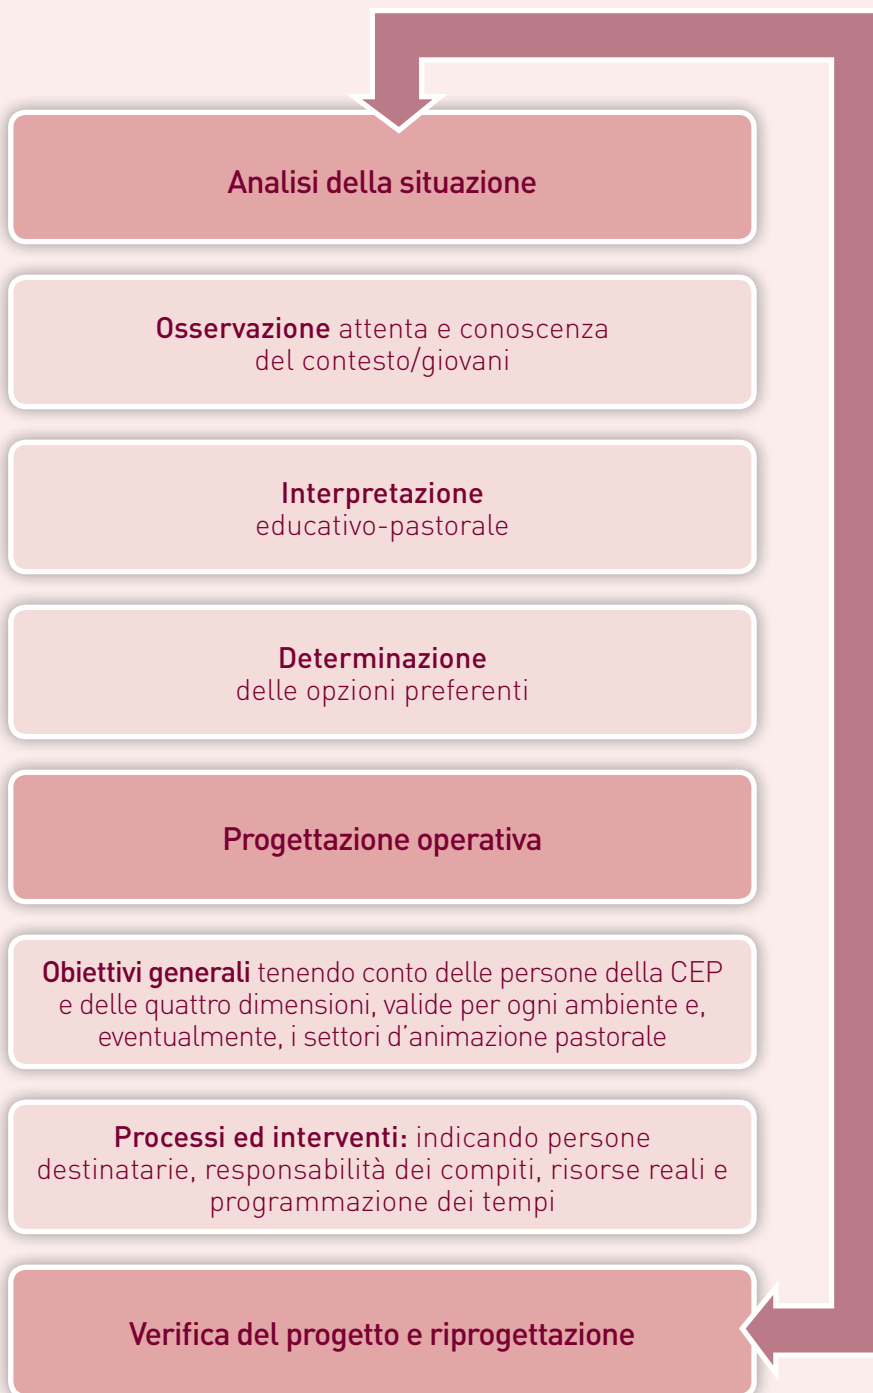 Analisi della situazione
Osservazione attenta e conoscenza
del contesto/giovani
Interpretazione
educativo-pastorale
Determinazione
delle opzioni preferenti
Progettazione operativa
Obiettivi generali tenendo conto delle persone della CEP
e delle quattro dimensioni, valide per ogni ambiente e,
eventualmente, i settori d'animazione pastorale
Processi ed interventi: indicando persone
destinatarie, responsabilità dei compiti, risorse reali e
programmazione dei tempi
Verifica del progetto e riprogettazione